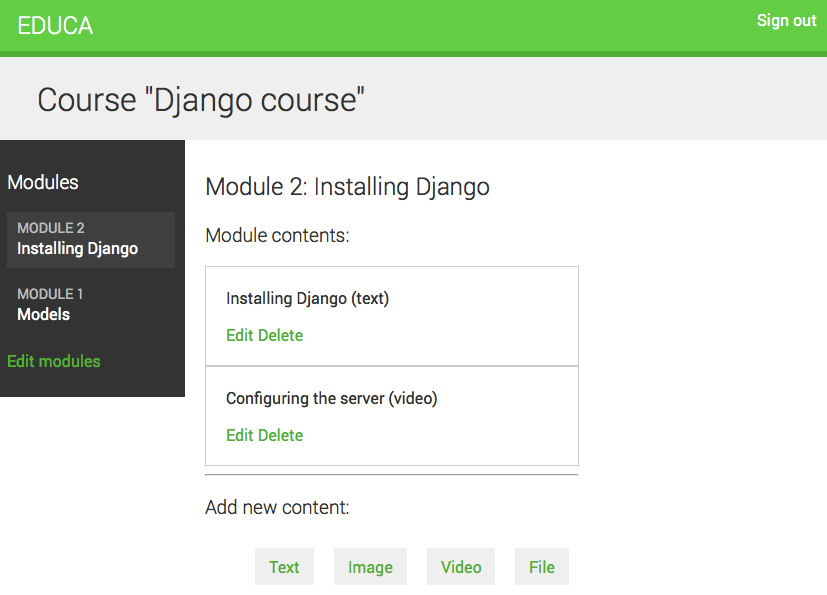 EDUCA
Sign out
Course "Django course"
Modules
MODULE 2
Installing Django
MODULE 1
Models
Edit modules
Module 2: Installing Django
Module contents:
Installing Django (text)
Edit Delete
Configuring the server (video)
Edit Delete
Add new content:
Text Image Video File